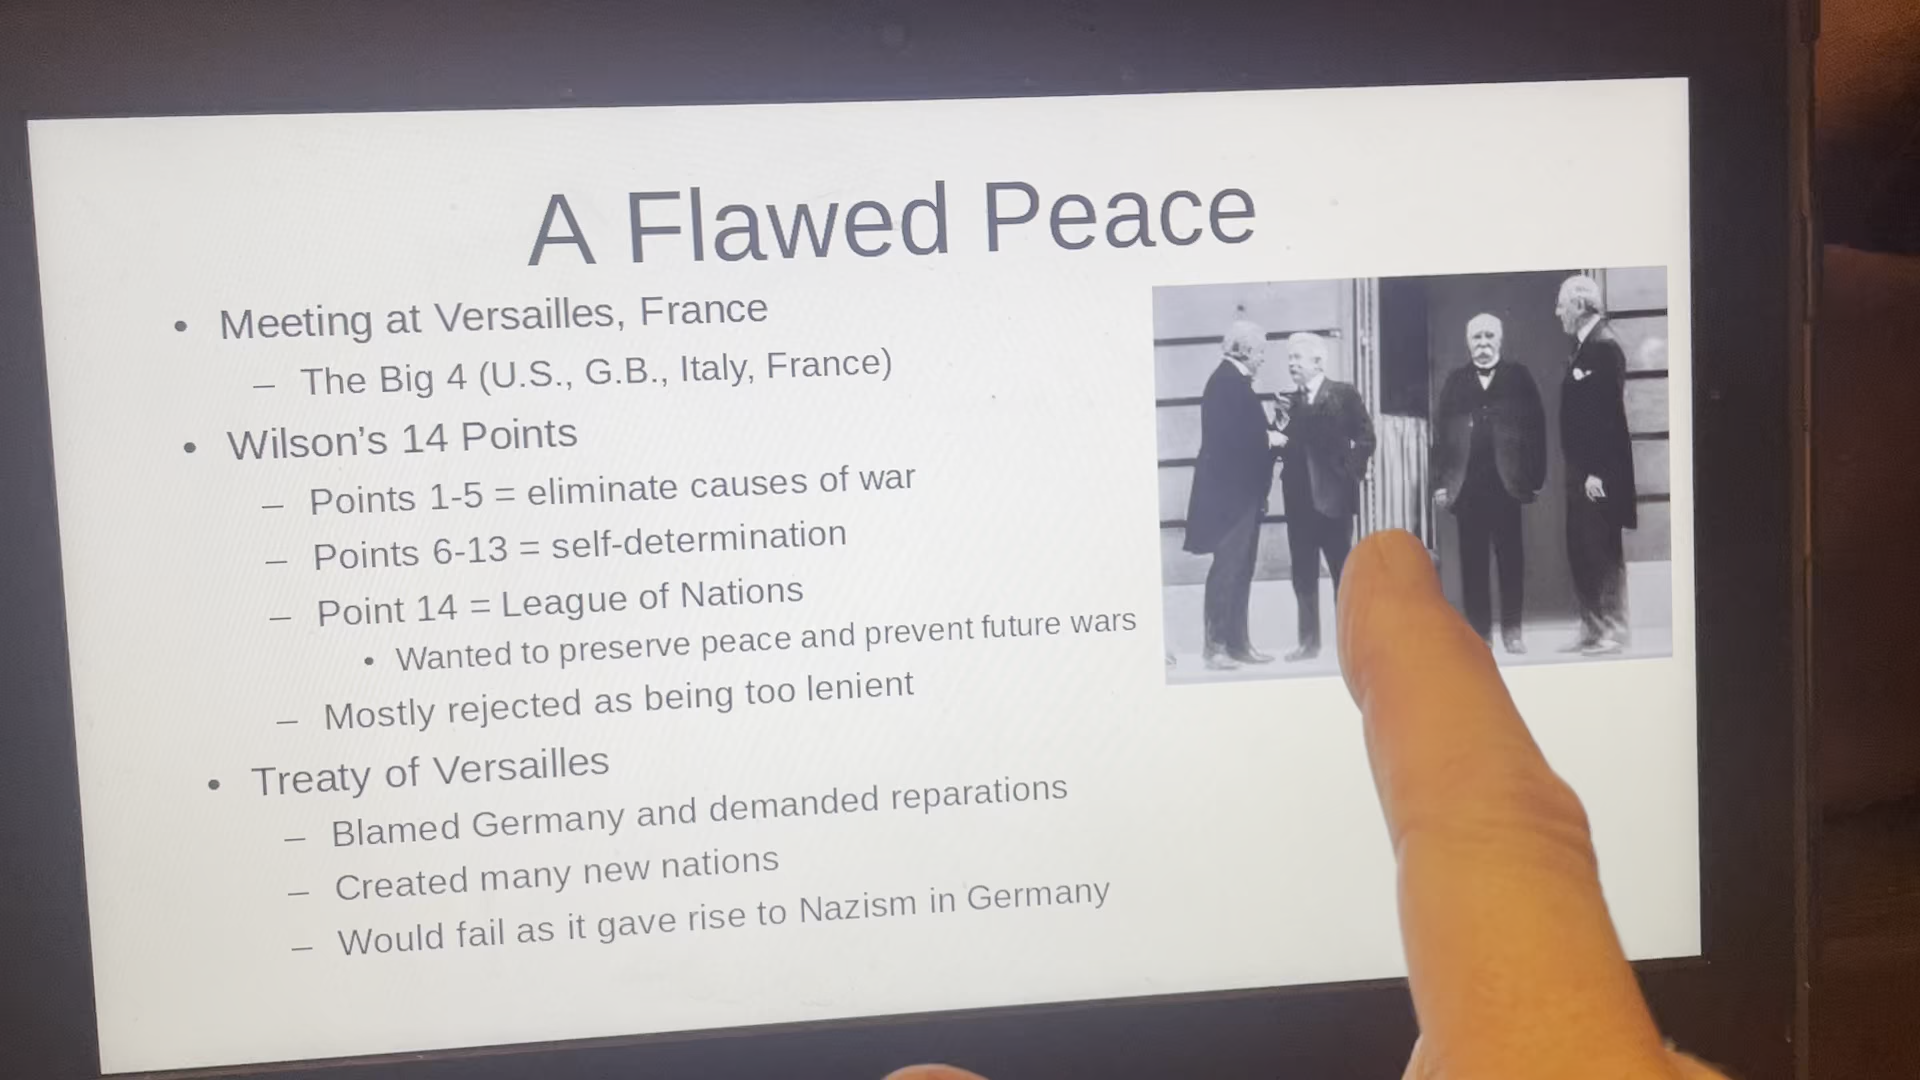 A Flawed Peace
• Meeting at Versailles, France
– The Big 4 (U.S., G.B., Italy, France)
• Wilson's 14 Points
– Points 1-5 = eliminate causes of war
– Points 6-13 = self-determination
– Point 14 = League of Nations
• Wanted to preserve peace and prevent future wars
– Mostly rejected as being too lenient
• Treaty of Versailles
– Blamed Germany and demanded reparations
– Created many new nations
– Would fail as it gave rise to Nazism in Germany